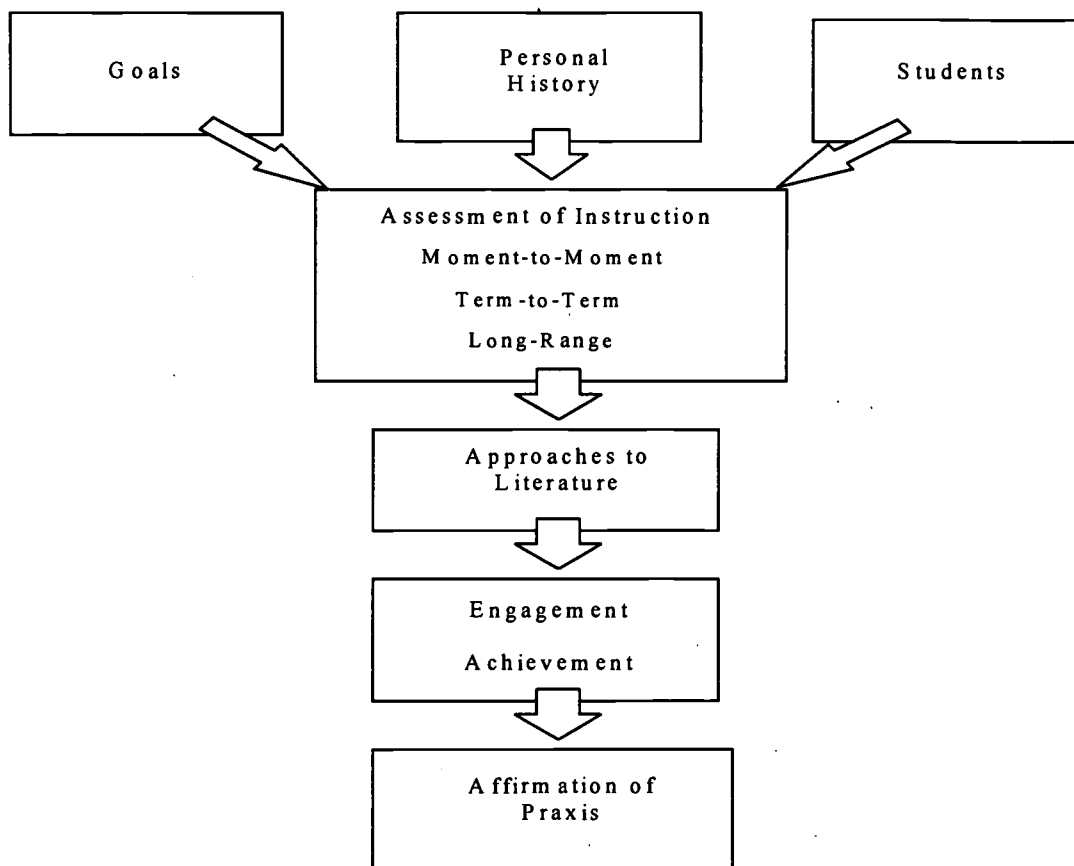 Goals
Personal
History
Students
Assessment of Instruction
Moment-to-Moment
Term-to-Term
Long-Range
Approaches to
Literature
Engagement
Achievement
Affirmation of
Praxis